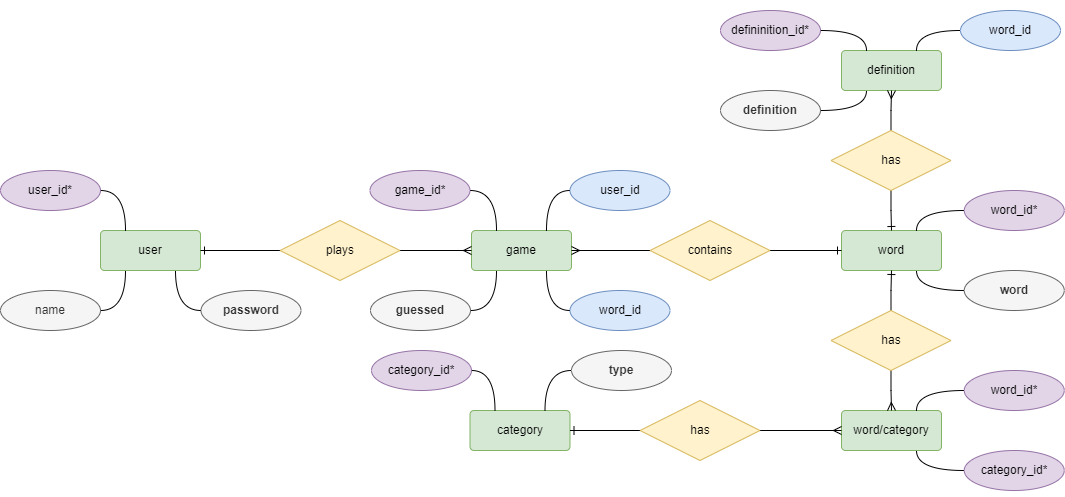 defininition_id*
word_id
definition
definition
has
user_id*
game_id*
user_id
word_id*
user
plays
game
contains
word
name
password
guessed
word_id
word
has
category_id*
type
word_id*
category
has
word/category
category_id*